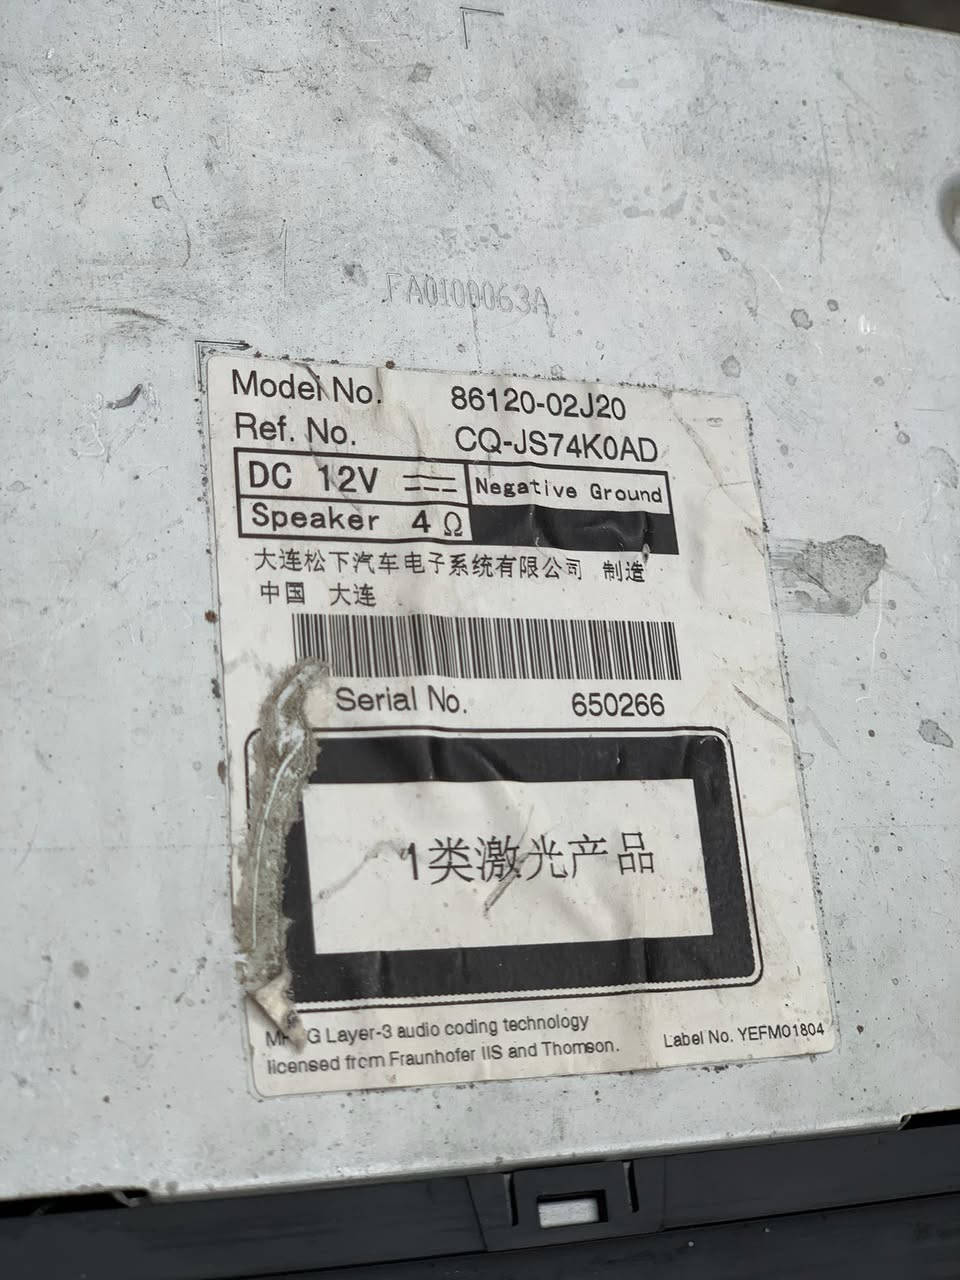 FA0100063A
Model No. 86120-02J20
Ref. No. CQ-JS74K0AD
DC 12V Negative Ground
Speaker 4Ω
大连松下汽车电子系统有限公司 制造
中国 大连
Serial No. 650266
1类激光产品
Layer-3 audio coding technology
licensed from Fraunhofer IIS and Thomson.
Label No. YEFM01804